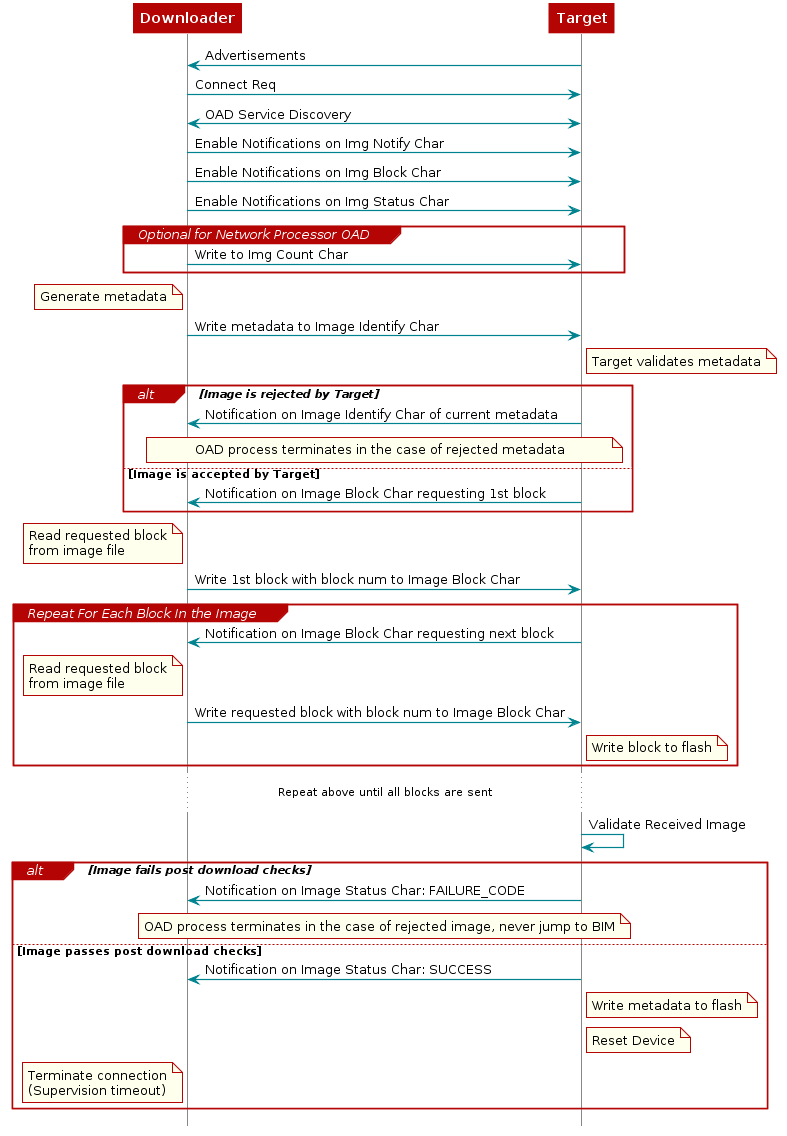 Downloader
Target
Advertisements
Connect Req
OAD Service Discovery
Enable Notifications on Img Notify Char
Enable Notifications on Img Block Char
Enable Notifications on Img Status Char
Optional for Network Processor OAD
Write to Img Count Char
Generate metadata
Write metadata to Image Identify Char
Target validates metadata
alt
[Image is rejected by Target]
Notification on Image Identify Char of current metadata
OAD process terminates in the case of rejected metadata
[Image is accepted by Target]
Notification on Image Block Char requesting 1st block
Read requested block
from image file
Write 1st block with block num to Image Block Char
Repeat For Each Block In the Image
Notification on Image Block Char requesting next block
Read requested block
from image file
Write requested block with block num to Image Block Char
Write block to flash
Repeat above until all blocks are sent
Validate Received Image
alt
[Image fails post download checks]
Notification on Image Status Char: FAILURE_CODE
OAD process terminates in the case of rejected image, never jump to BIM
[Image passes post download checks]
Notification on Image Status Char: SUCCESS
Write metadata to flash
Reset Device
Terminate connection
(Supervision timeout)